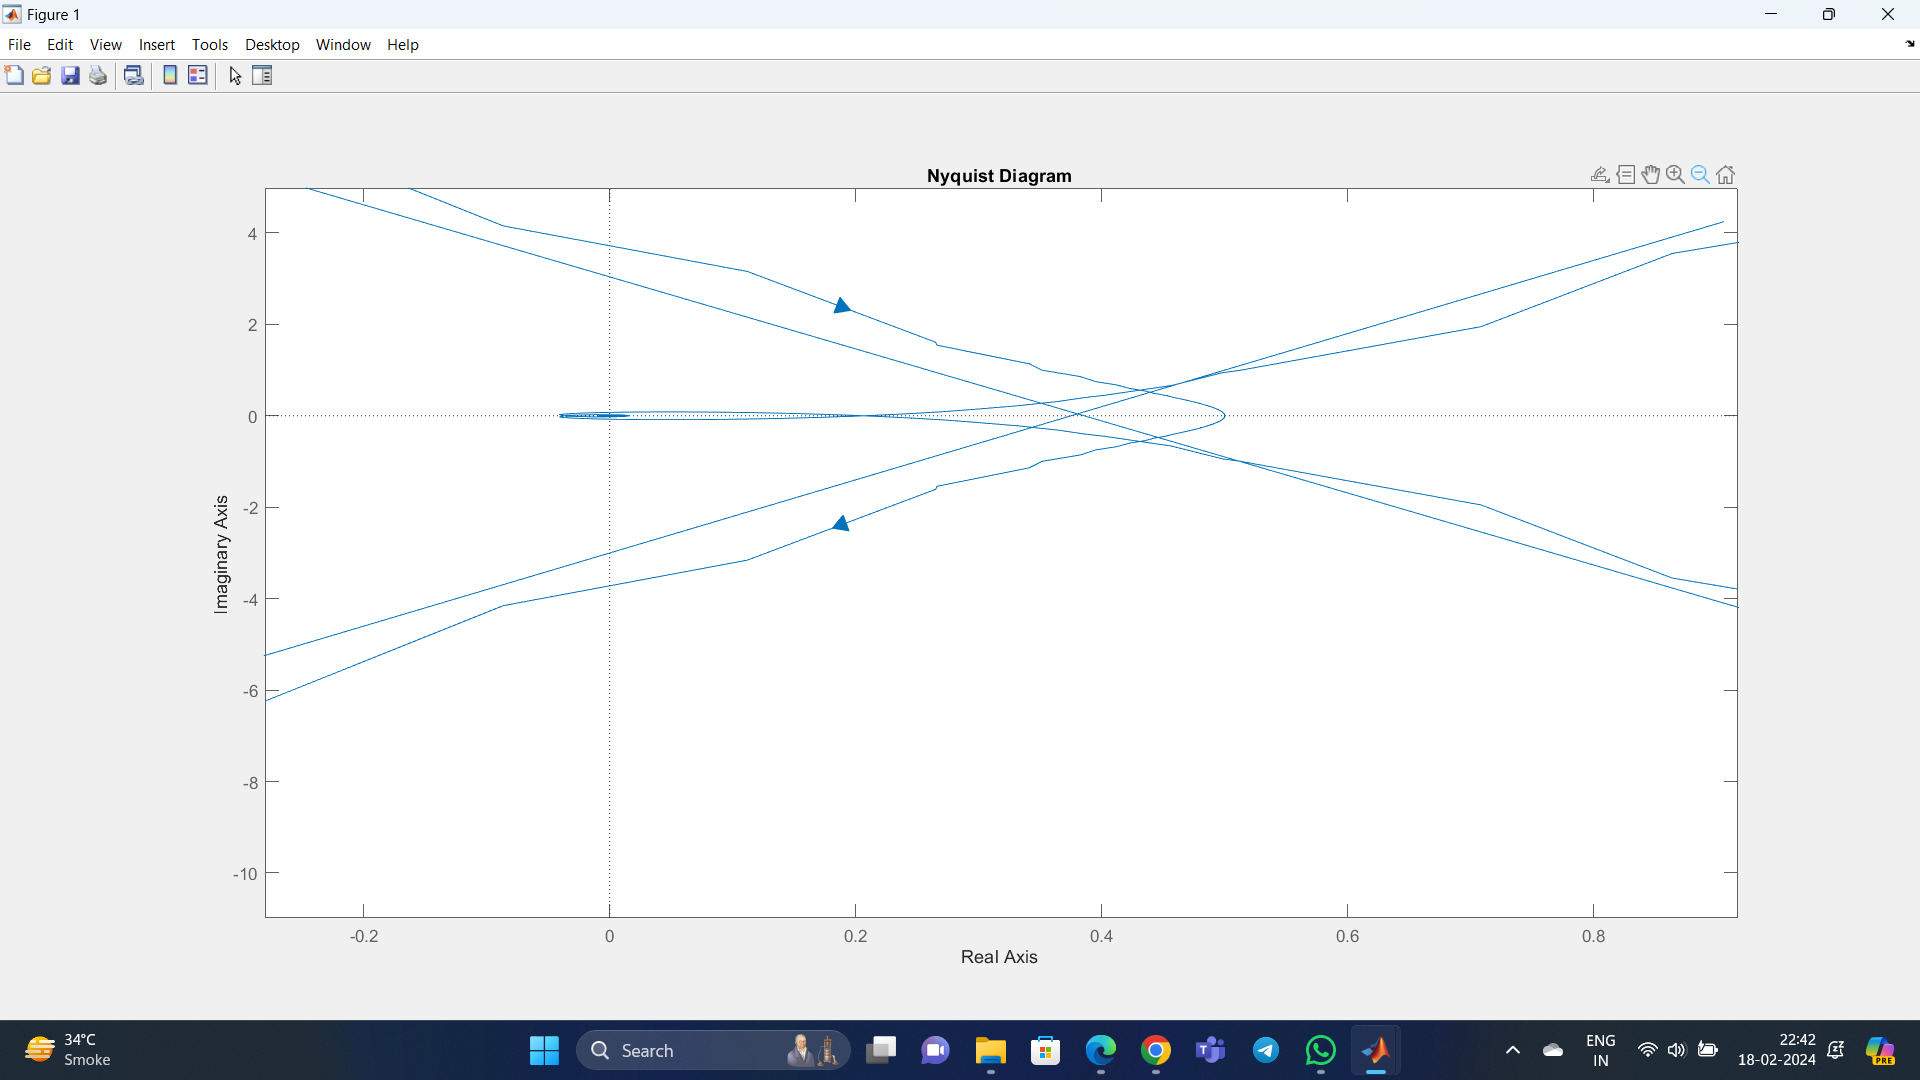 Figure 1
File Edit View Insert Tools Desktop Window Help
Nyquist Diagram
4
2
0
-2
-4
-6
-8
-10
Imaginary Axis
-0.2 0 0.2 0.4 0.6 0.8
Real Axis
34°C
Smoke
Search
ENG
IN
22:42
18-02-2024
PRE